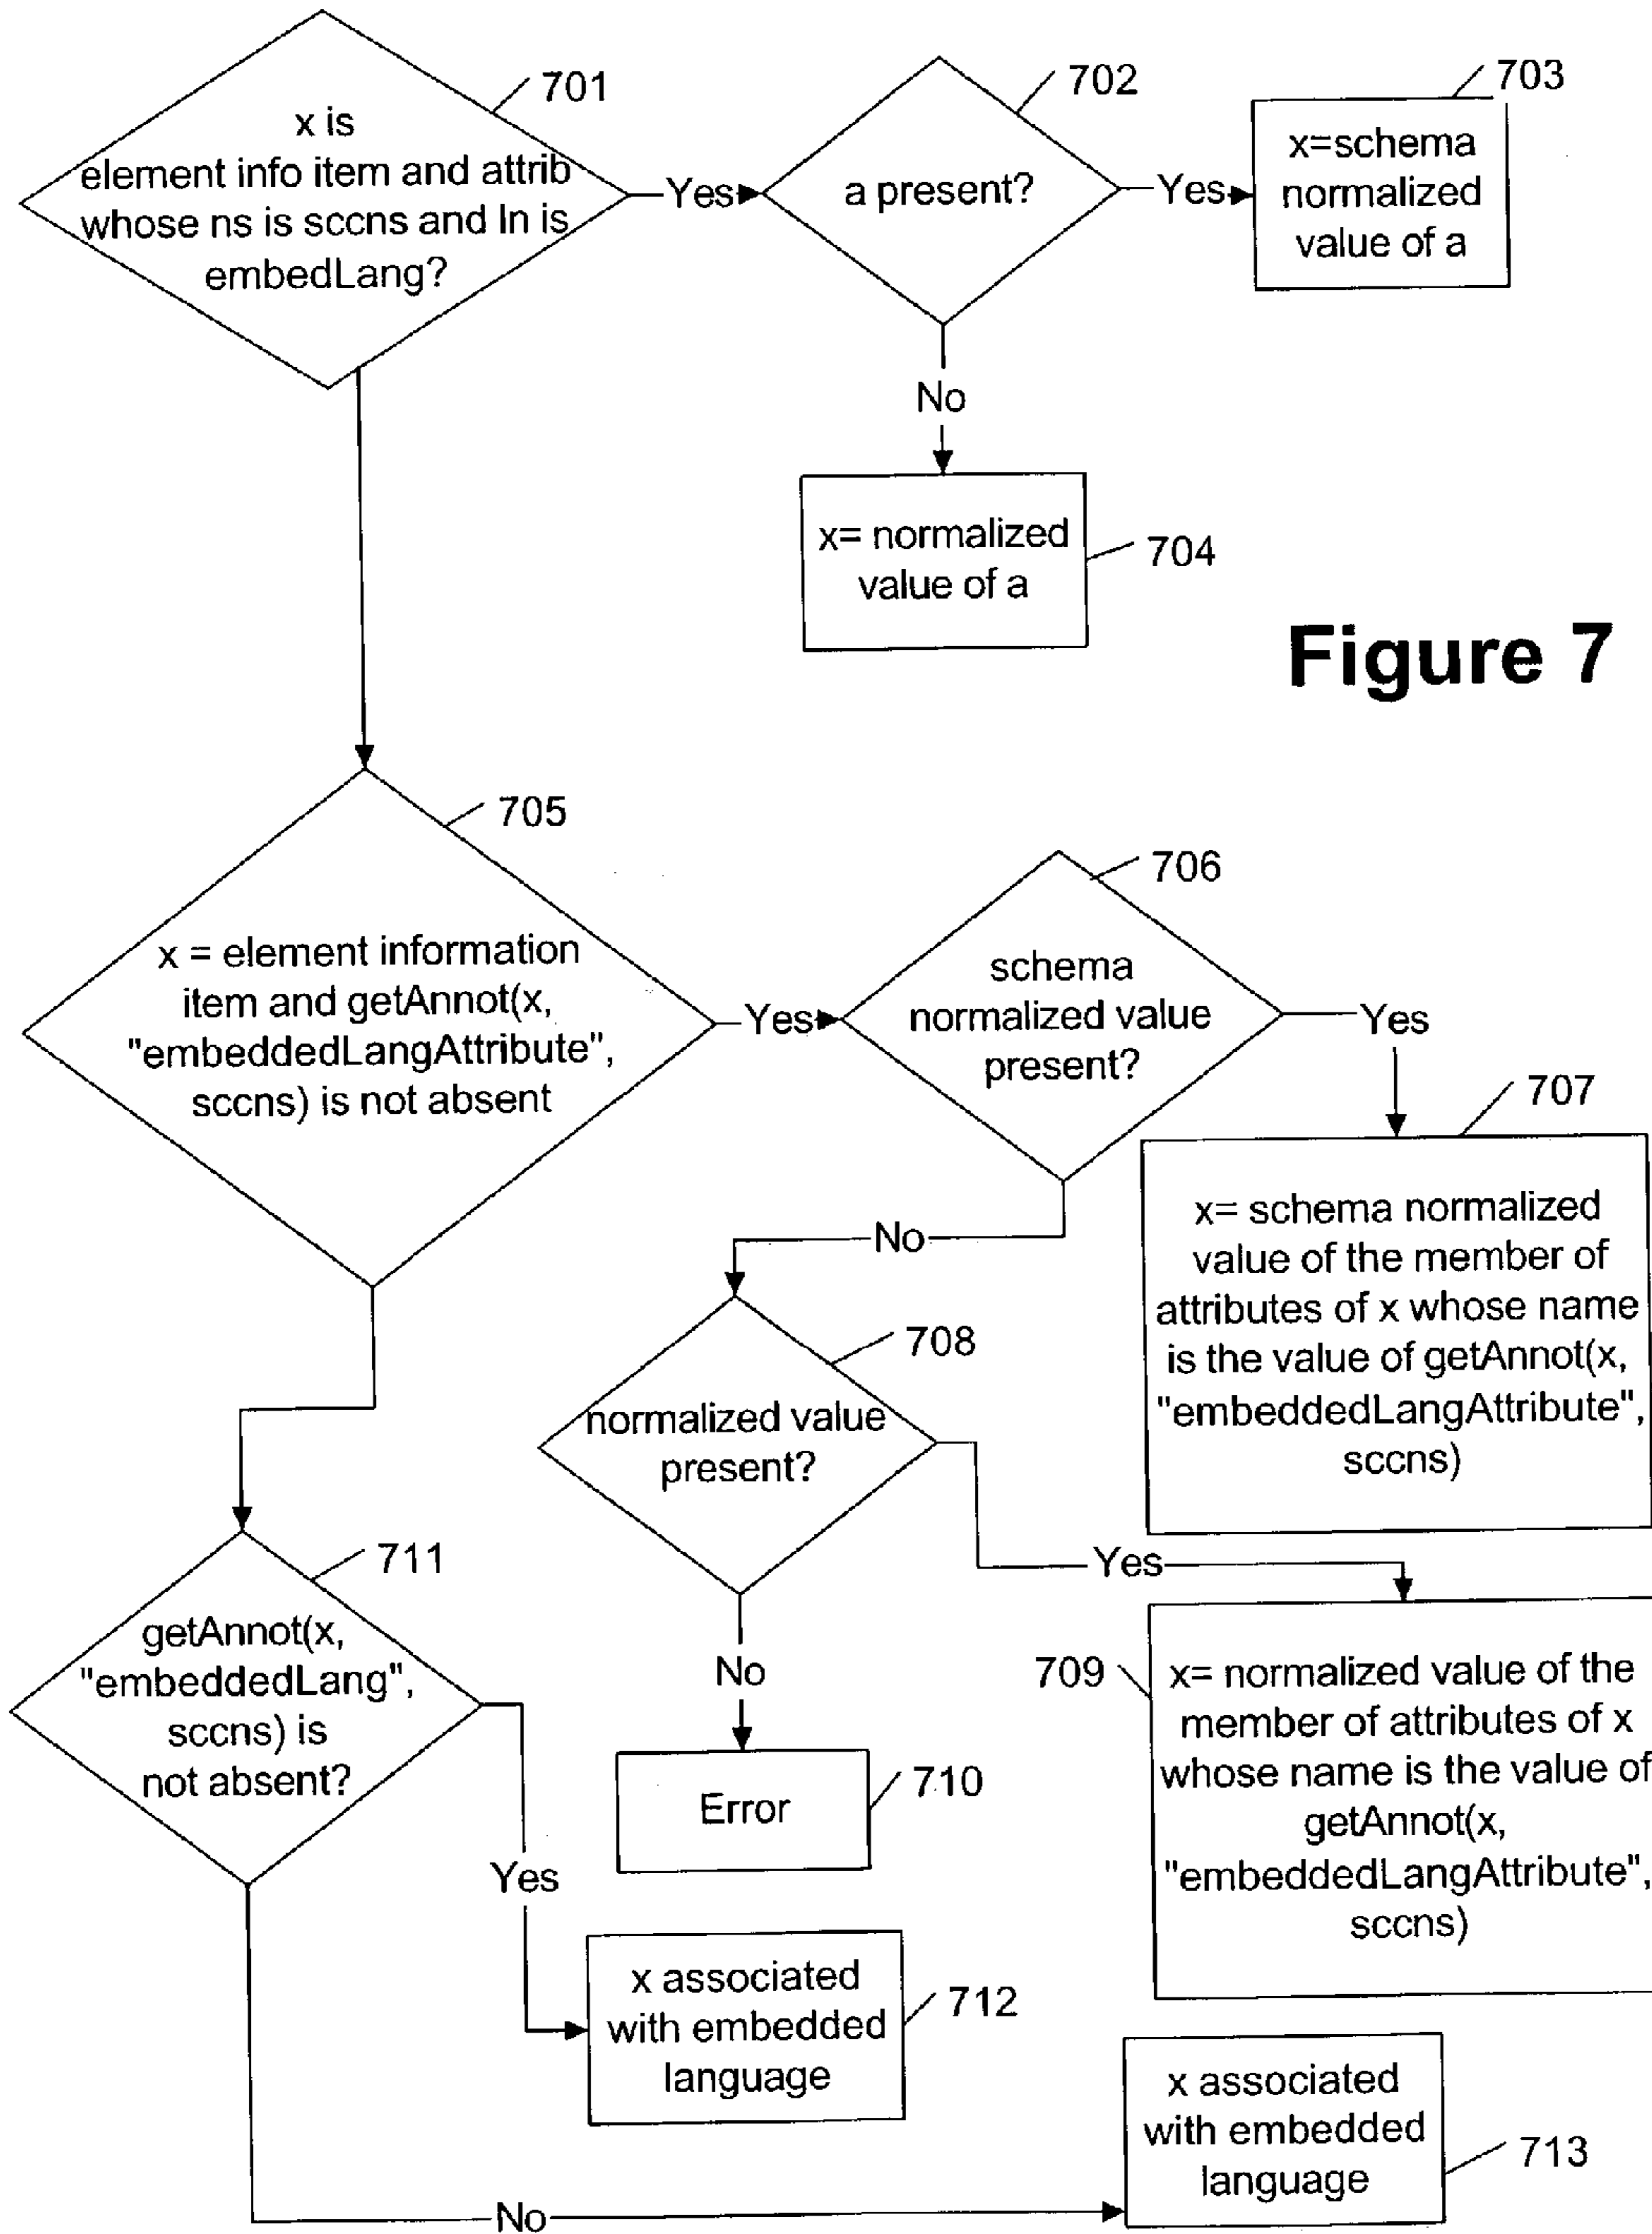 701
x is
element info item and attrib
whose ns is sccns and ln is
embedLang?
Yes
702
a present?
Yes
703
x=schema
normalized
value of a
No
x= normalized
value of a
704
Figure 7
705
x = element information
item and getAnnot(x,
"embeddedLangAttribute",
sccns) is not absent
Yes
706
schema
normalized value
present?
Yes
707
x= schema normalized
value of the member of
attributes of x whose name
is the value of getAnnot(x,
"embeddedLangAttribute",
sccns)
No
708
normalized value
present?
Yes
709
x= normalized value of the
member of attributes of x
whose name is the value of
getAnnot(x,
"embeddedLangAttribute",
sccns)
No
Error
710
711
getAnnot(x,
"embeddedLang",
sccns) is
not absent?
Yes
x associated
with embedded
language
712
No
x associated
with embedded
language
713